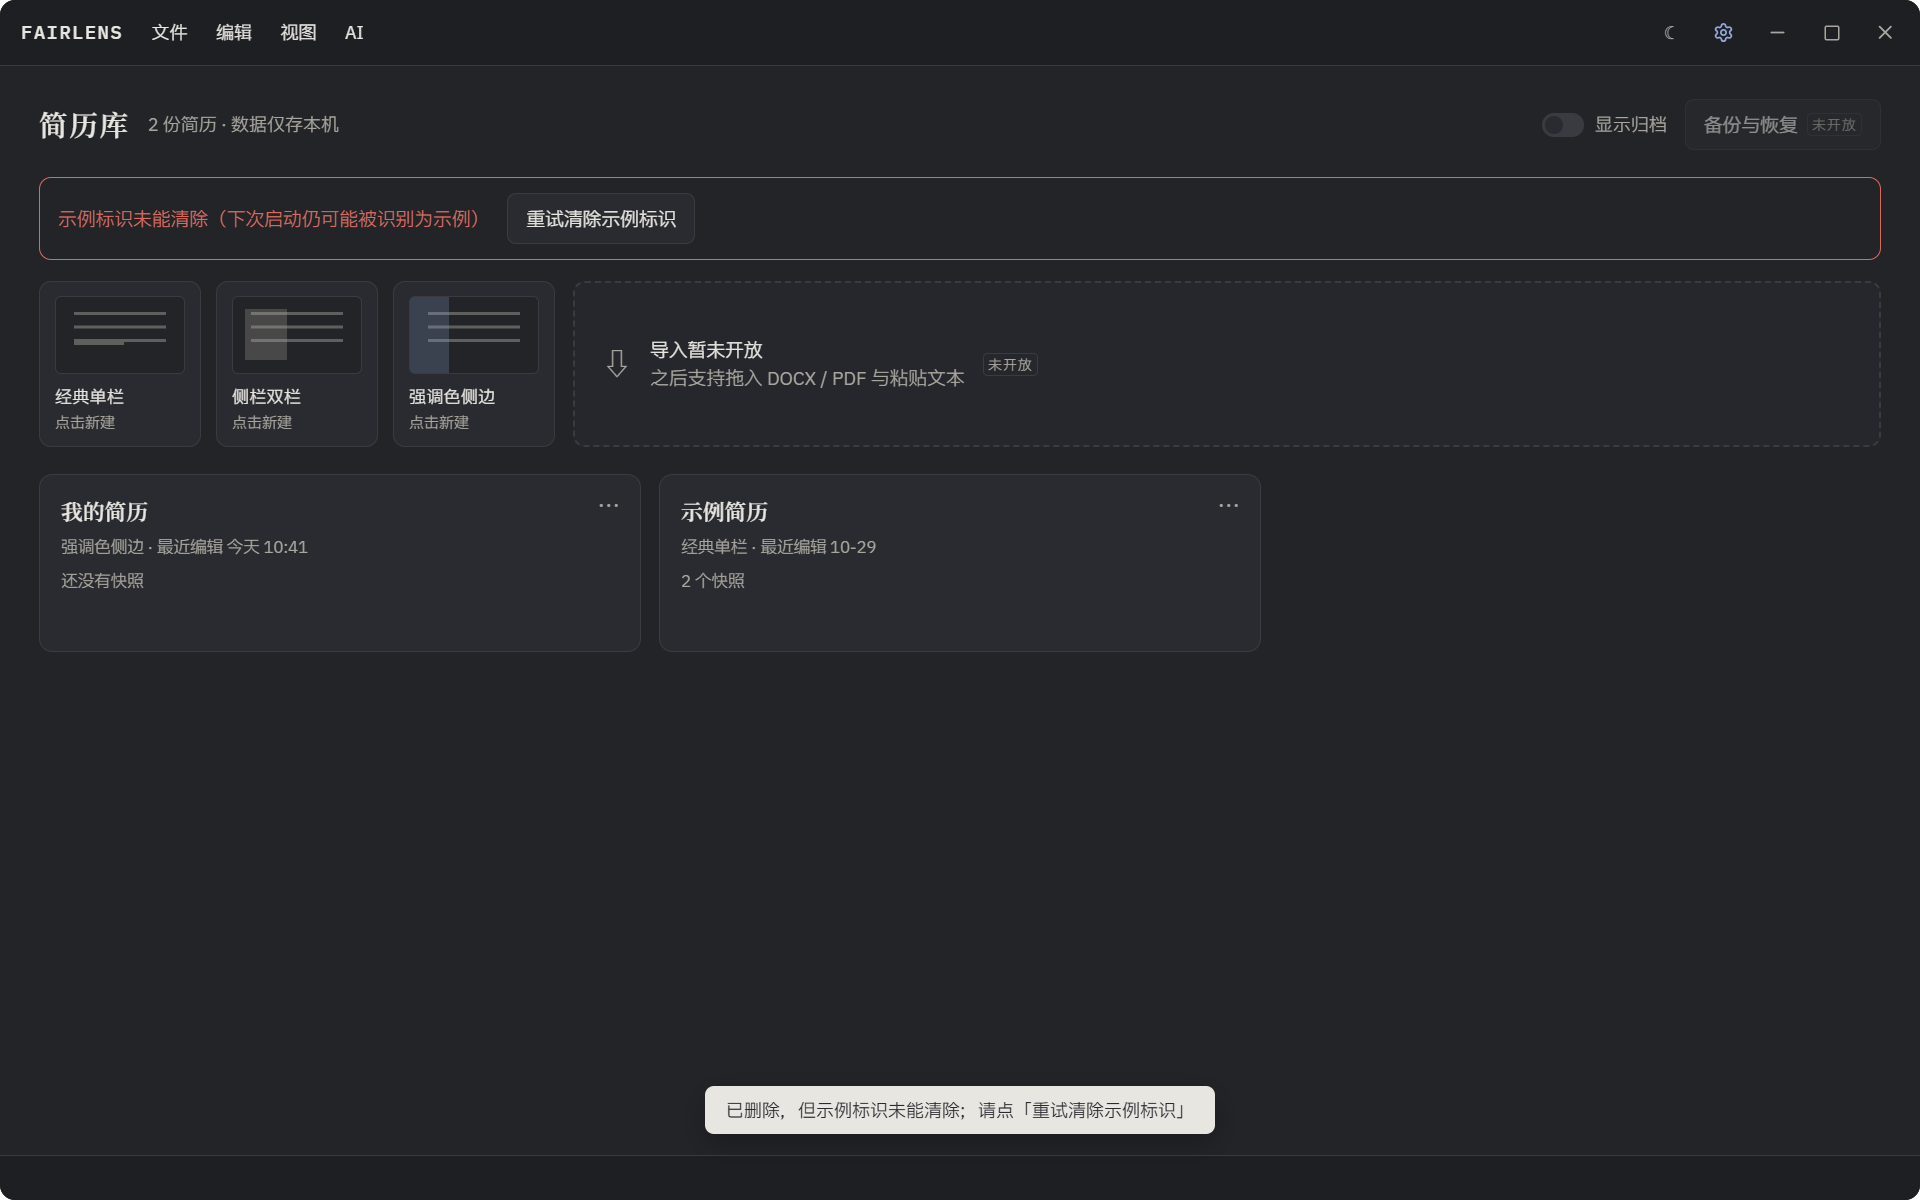 FAIRLENS 文件 编辑 视图 AI
简历库 2 份简历 · 数据仅存本机 显示归档 备份与恢复 未开放
示例标识未能清除（下次启动仍可能被识别为示例） 重试清除示例标识
导入暂未开放
之后支持拖入 DOCX / PDF 与粘贴文本 未开放
经典单栏 侧栏双栏 强调色侧边
点击新建 点击新建 点击新建
我的简历 ···
强调色侧边 · 最近编辑 今天 10:41
还没有快照
示例简历 ···
经典单栏 · 最近编辑 10-29
2 个快照
已删除，但示例标识未能清除；请点「重试清除示例标识」